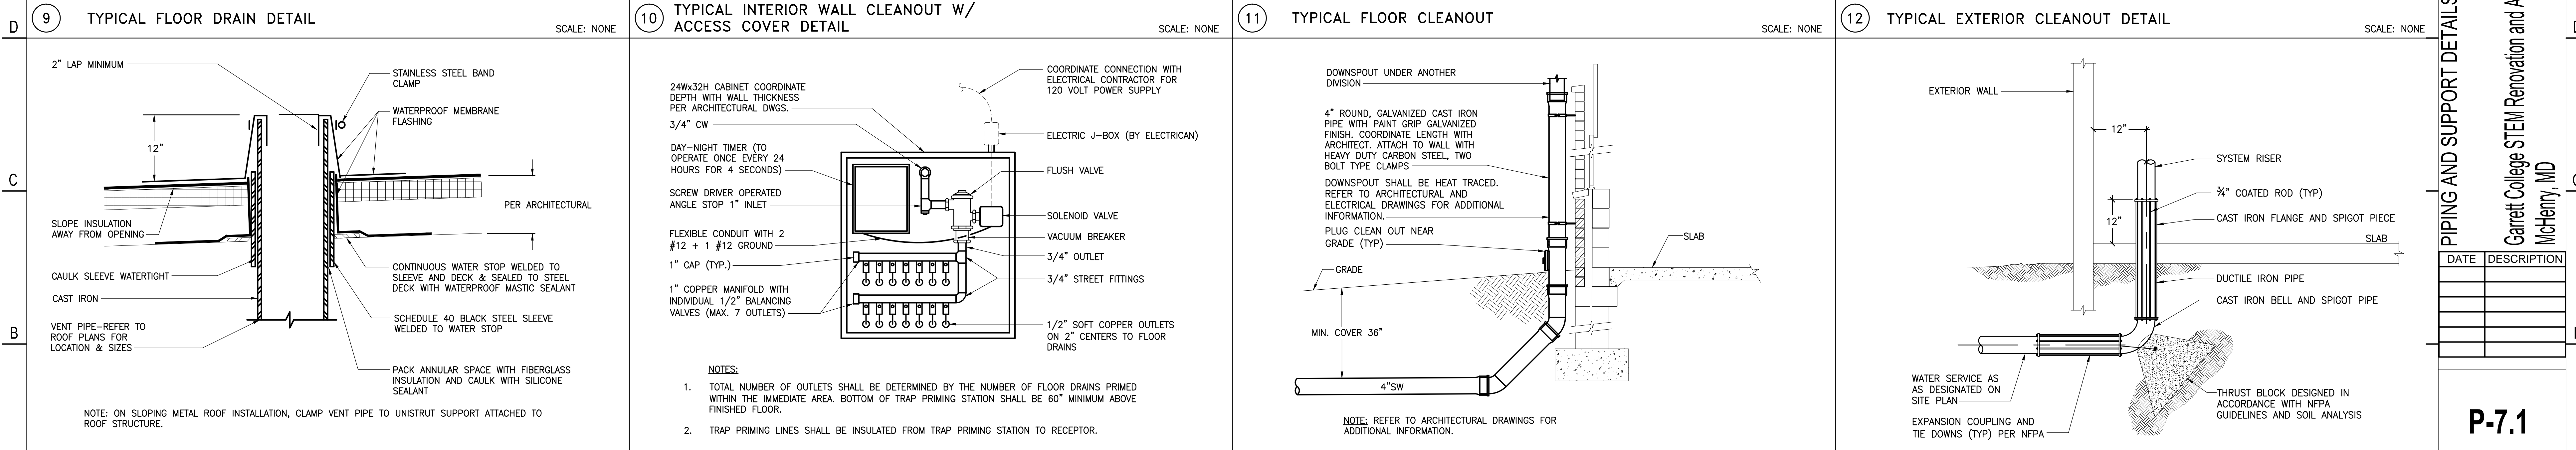 D
9
TYPICAL FLOOR DRAIN DETAIL
SCALE: NONE
10
TYPICAL INTERIOR WALL CLEANOUT W/
ACCESS COVER DETAIL
SCALE: NONE
11
TYPICAL FLOOR CLEANOUT
SCALE: NONE
12
TYPICAL EXTERIOR CLEANOUT DETAIL
SCALE: NONE
2" LAP MINIMUM
STAINLESS STEEL BAND
CLAMP
WATERPROOF MEMBRANE
FLASHING
12"
C
PER ARCHITECTURAL
SLOPE INSULATION
AWAY FROM OPENING
CAULK SLEEVE WATERTIGHT
CAST IRON
B
VENT PIPE-REFER TO
ROOF PLANS FOR
LOCATION & SIZES
CONTINUOUS WATER STOP WELDED TO
SLEEVE AND DECK & SEALED TO STEEL
DECK WITH WATERPROOF MASTIC SEALANT
SCHEDULE 40 BLACK STEEL SLEEVE
WELDED TO WATER STOP
PACK ANNULAR SPACE WITH FIBERGLASS
INSULATION AND CAULK WITH SILICONE
SEALANT
NOTE: ON SLOPING METAL ROOF INSTALLATION, CLAMP VENT PIPE TO UNISTRUT SUPPORT ATTACHED TO
ROOF STRUCTURE.
24Wx32H CABINET COORDINATE
DEPTH WITH WALL THICKNESS
PER ARCHITECTURAL DWGS.
3/4" CW
DAY-NIGHT TIMER (TO
OPERATE ONCE EVERY 24
HOURS FOR 4 SECONDS)
SCREW DRIVER OPERATED
ANGLE STOP 1" INLET
FLEXIBLE CONDUIT WITH 2
#12 + 1 #12 GROUND
1" CAP (TYP.)
1" COPPER MANIFOLD WITH
INDIVIDUAL 1/2" BALANCING
VALVES (MAX. 7 OUTLETS)
COORDINATE CONNECTION WITH
ELECTRICAL CONTRACTOR FOR
120 VOLT POWER SUPPLY
ELECTRIC J-BOX (BY ELECTRICAN)
FLUSH VALVE
SOLENOID VALVE
VACUUM BREAKER
3/4" OUTLET
3/4" STREET FITTINGS
1/2" SOFT COPPER OUTLETS
ON 2" CENTERS TO FLOOR
DRAINS
NOTES:
1. TOTAL NUMBER OF OUTLETS SHALL BE DETERMINED BY THE NUMBER OF FLOOR DRAINS PRIMED
WITHIN THE IMMEDIATE AREA. BOTTOM OF TRAP PRIMING STATION SHALL BE 60" MINIMUM ABOVE
FINISHED FLOOR.
2. TRAP PRIMING LINES SHALL BE INSULATED FROM TRAP PRIMING STATION TO RECEPTOR.
DOWNSPOUT UNDER ANOTHER
DIVISION
4" ROUND, GALVANIZED CAST IRON
PIPE WITH PAINT GRIP GALVANIZED
FINISH. COORDINATE LENGTH WITH
ARCHITECT. ATTACH TO WALL WITH
HEAVY DUTY CARBON STEEL, TWO
BOLT TYPE CLAMPS
DOWNSPOUT SHALL BE HEAT TRACED.
REFER TO ARCHITECTURAL AND
ELECTRICAL DRAWINGS FOR ADDITIONAL
INFORMATION.
PLUG CLEAN OUT NEAR
GRADE (TYP)
GRADE
SLAB
MIN. COVER 36"
4"SW
NOTE: REFER TO ARCHITECTURAL DRAWINGS FOR
ADDITIONAL INFORMATION.
EXTERIOR WALL
12"
SYSTEM RISER
¾" COATED ROD (TYP)
CAST IRON FLANGE AND SPIGOT PIECE
12"
SLAB
DUCTILE IRON PIPE
CAST IRON BELL AND SPIGOT PIPE
WATER SERVICE AS
AS DESIGNATED ON
SITE PLAN
EXPANSION COUPLING AND
TIE DOWNS (TYP) PER NFPA
THRUST BLOCK DESIGNED IN
ACCORDANCE WITH NFPA
GUIDELINES AND SOIL ANALYSIS
PIPING AND SUPPORT DETAILS
Garrett College STEM Renovation and A
McHenry, MD
DATE DESCRIPTION
P-7.1